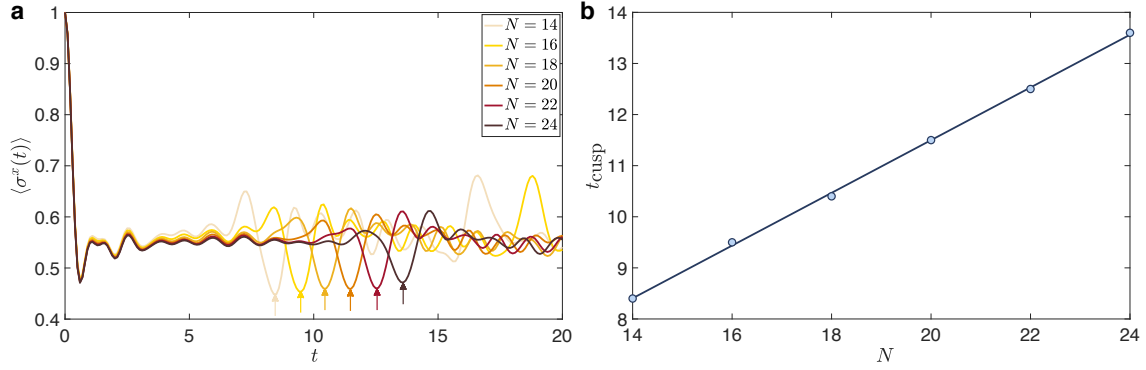 a
⟨σˣ(t)⟩
1
0.9
0.8
0.7
0.6
0.5
0.4
0
5
10
15
20
t
N = 14
N = 16
N = 18
N = 20
N = 22
N = 24
b
t_cusp
14
13
12
11
10
9
8
14
16
18
20
22
24
N